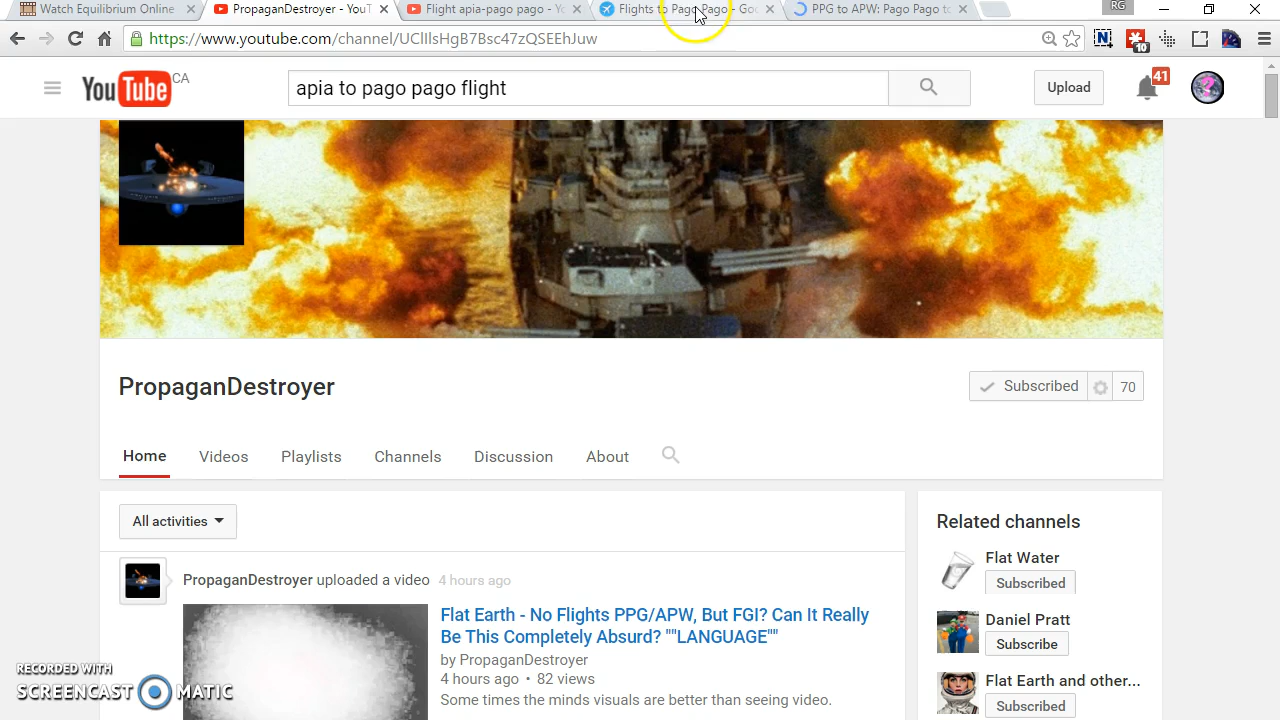 Watch Equilibrium Online
PropaganDestroyer - YouT
Flight apia-pago pago - Yo
Flights to Pago Pago - Goo
PPG to APW: Pago Pago to
RG
https://www.youtube.com/channel/UCIIlsHgB7Bsc47zQSEEhJuw
10
YouTube CA
apia to pago pago flight
Upload
41
PropaganDestroyer
Subscribed
70
Home
Videos
Playlists
Channels
Discussion
About
All activities
PropaganDestroyer uploaded a video 4 hours ago
Flat Earth - No Flights PPG/APW, But FGI? Can It Really
Be This Completely Absurd? ""LANGUAGE""
by PropaganDestroyer
4 hours ago • 82 views
Some times the minds visuals are better than seeing video.
Related channels
Flat Water
Subscribed
Daniel Pratt
Subscribe
Flat Earth and other...
Subscribed
RECORDED WITH
SCREENCAST MATIC